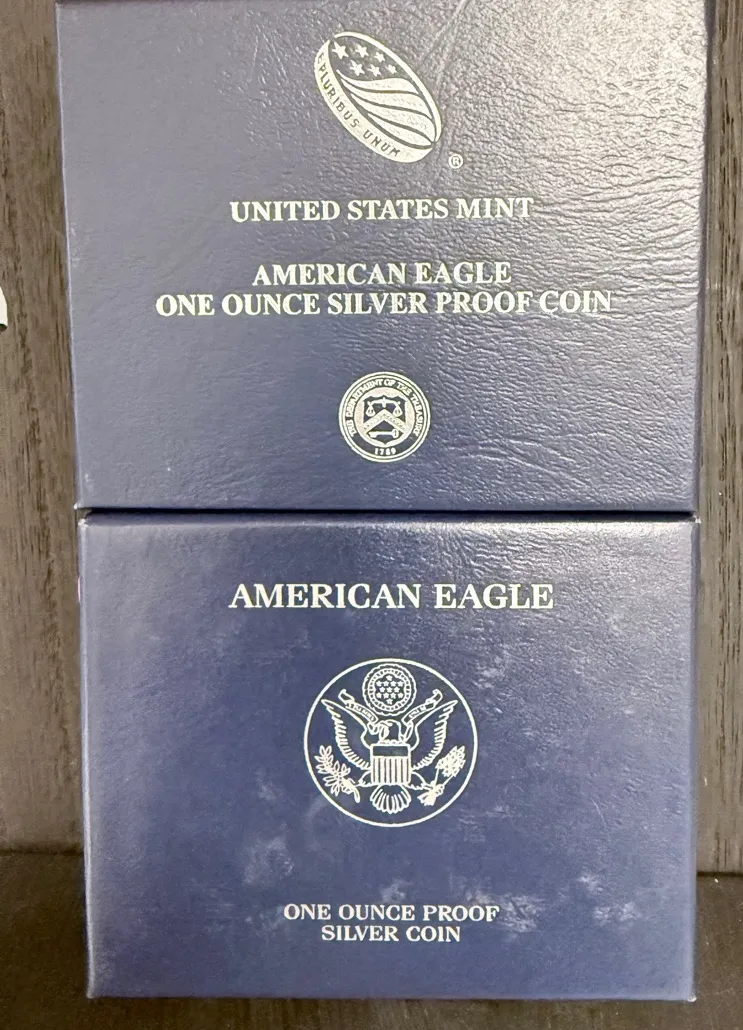 E PLURIBUS UNUM
®
UNITED STATES MINT
AMERICAN EAGLE
ONE OUNCE SILVER PROOF COIN
THE DEPARTMENT OF THE TREASURY
1789
AMERICAN EAGLE
ONE OUNCE PROOF
SILVER COIN